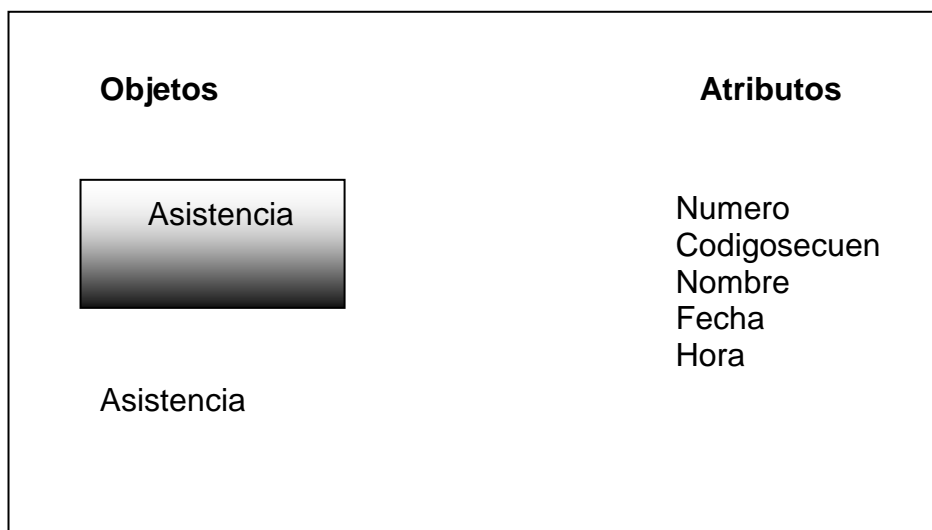 Objetos
Atributos
Asistencia
Numero
Codigosecuen
Nombre
Fecha
Hora
Asistencia